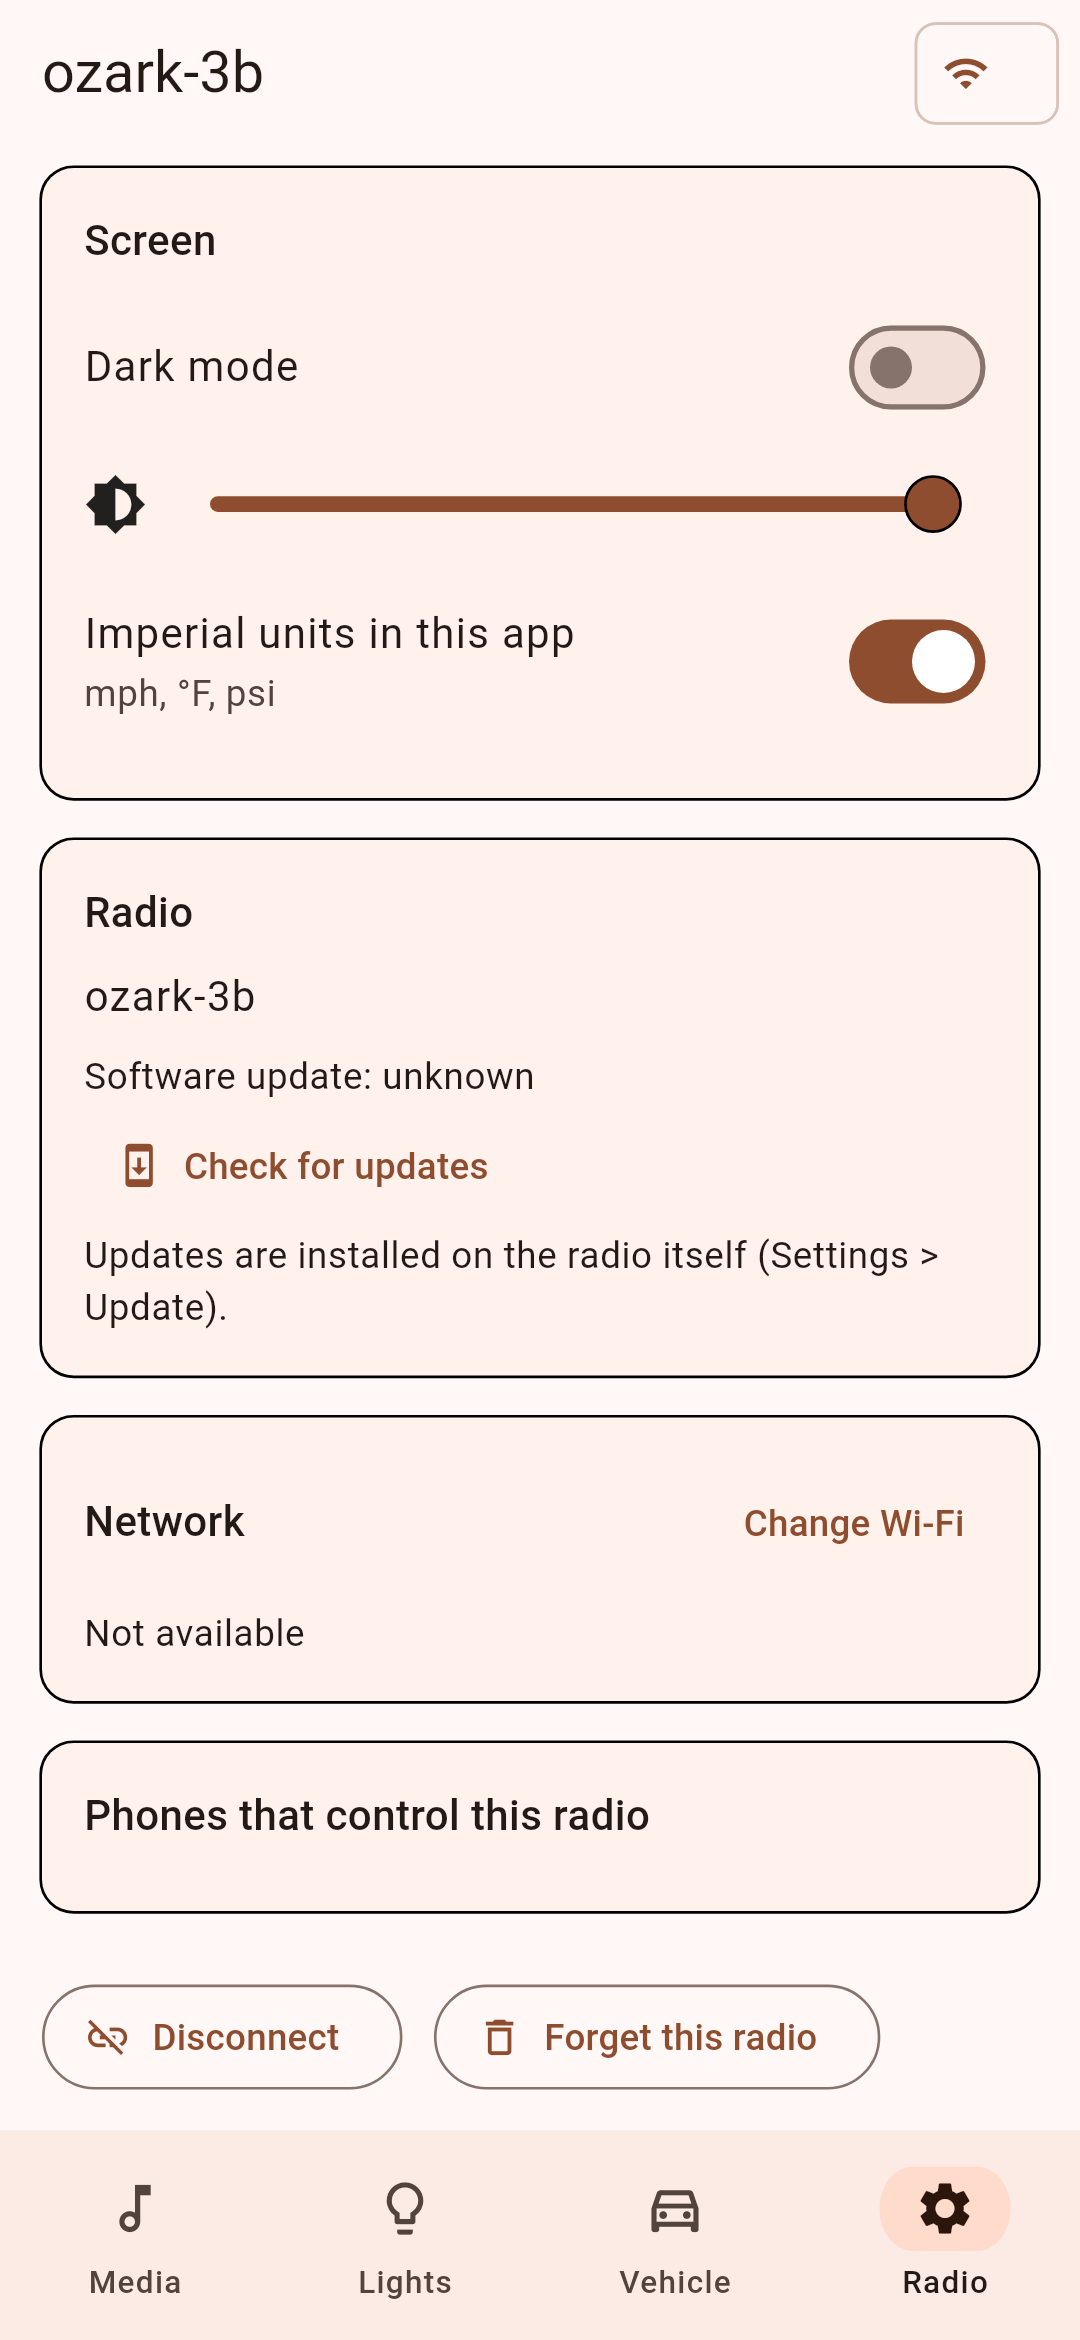 ozark-3b
Screen
Dark mode
Imperial units in this app
mph, °F, psi
Radio
ozark-3b
Software update: unknown
Check for updates
Updates are installed on the radio itself (Settings >
Update).
Network
Change Wi-Fi
Not available
Phones that control this radio
Disconnect
Forget this radio
Media
Lights
Vehicle
Radio